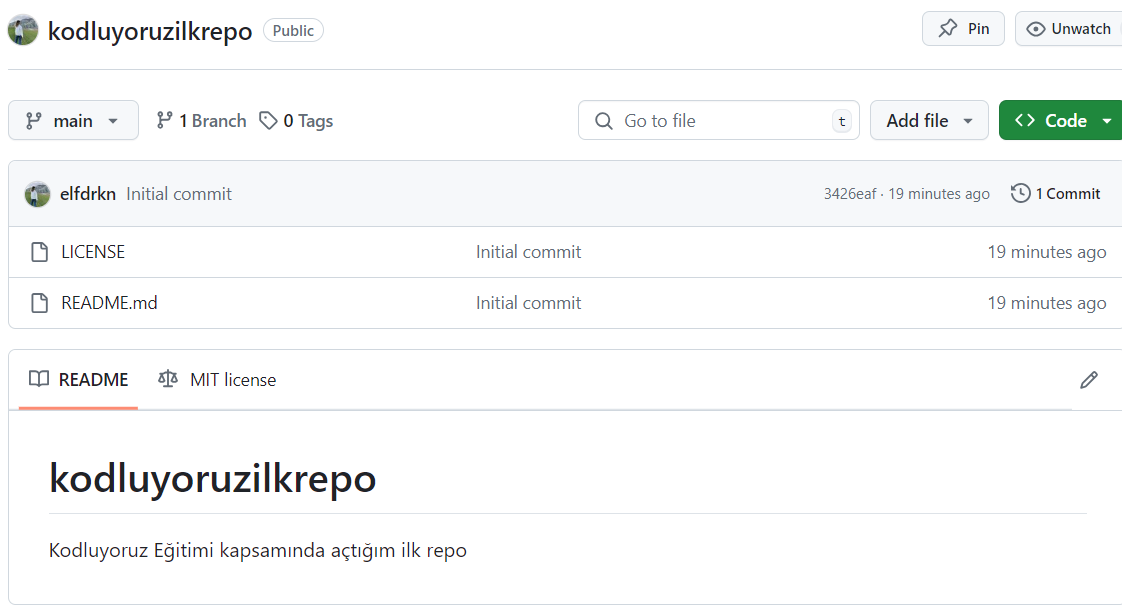 kodluyoruzilkrepo Public Pin Unwatch
main 1 Branch 0 Tags Go to file t Add file Code
elfdrkn Initial commit 3426eaf · 19 minutes ago 1 Commit
LICENSE Initial commit 19 minutes ago
README.md Initial commit 19 minutes ago
README MIT license
kodluyoruzilkrepo
Kodluyoruz Eğitimi kapsamında açtığım ilk repo